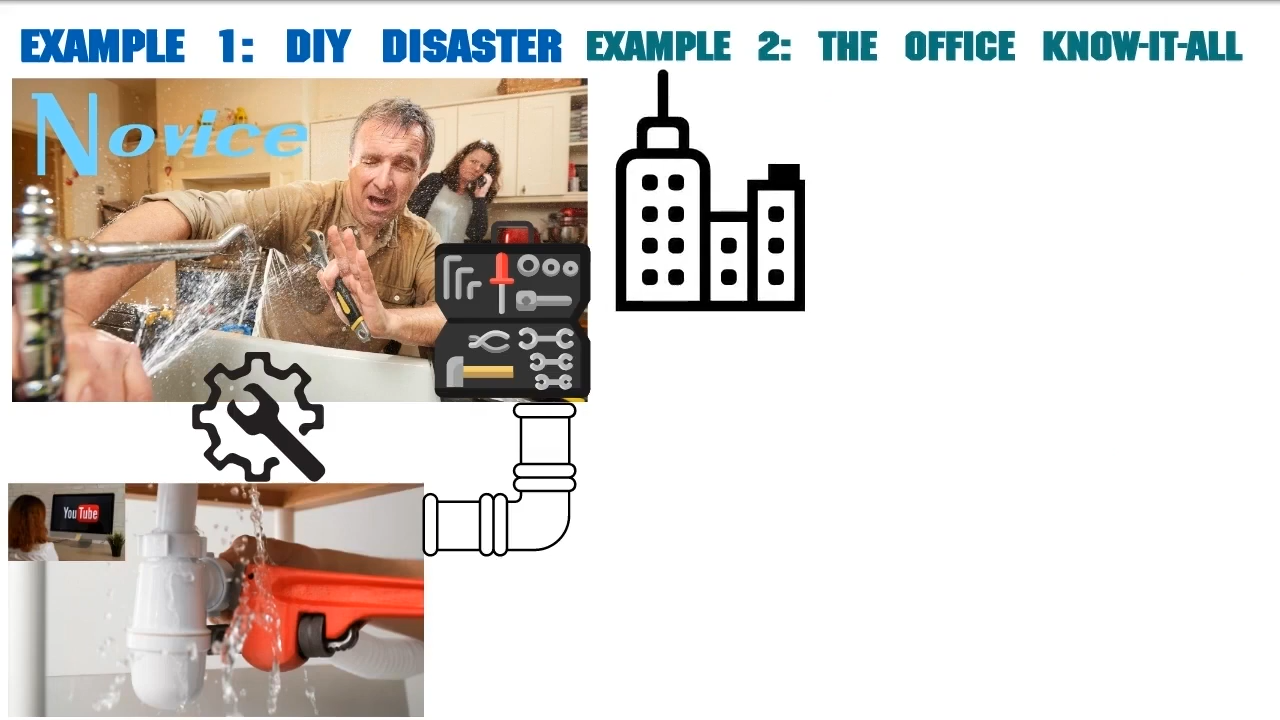 EXAMPLE 1: DIY DISASTER
EXAMPLE 2: THE OFFICE KNOW-IT-ALL
Novice
YouTube